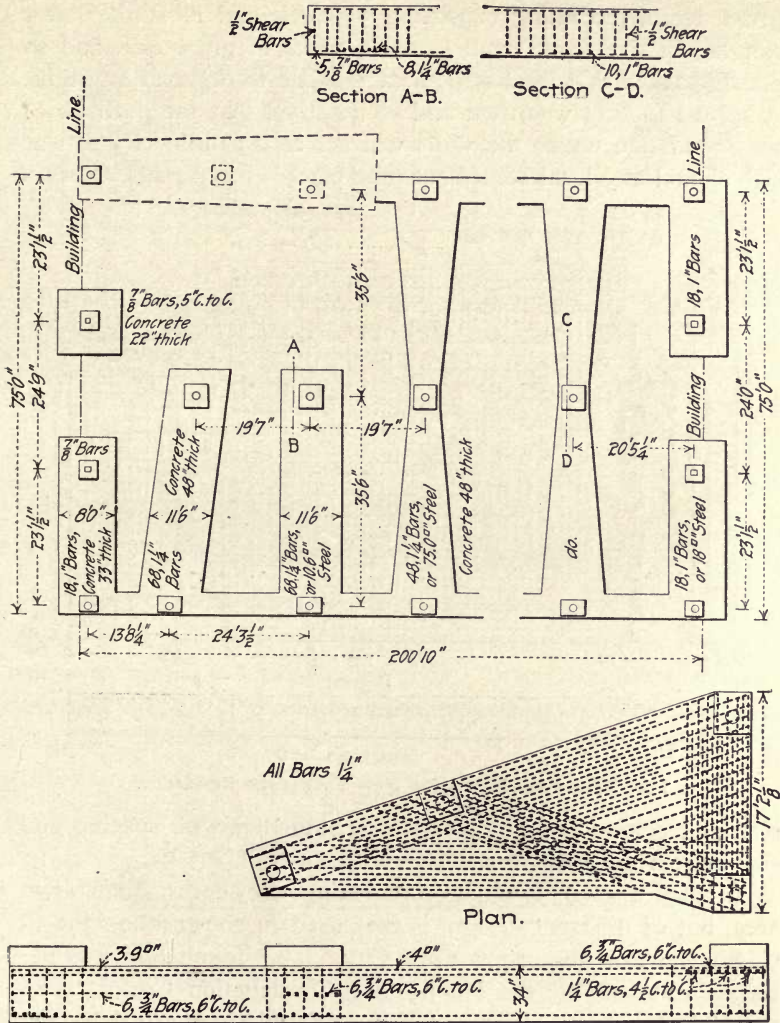 1/2" Shear
Bars
5, 7/8" Bars
8, 1 1/4" Bars
Section A-B.
1/2" Shear
Bars
10, 1" Bars
Section C-D.
Line
Building
Line
Building
75'0"
23'1 1/2"
24'9"
23'1 1/2"
7/8" Bars, 5" C. to C.
Concrete
22" thick
35'6"
35'6"
18, 1" Bars
23'1 1/2"
24'0"
23'1 1/2"
75'0"
A
B
C
D
19'7"
19'7"
20'5 1/4"
7/8" Bars
8'0"
18, 1" Bars,
Concrete
33" thick
Concrete
48" thick
11'6"
68, 1 1/4"
Bars
11'6"
68, 1 1/4" Bars,
or 10.6□"
Steel
48, 1 1/4" Bars,
or 75.0□" Steel
Concrete 48" thick
do.
18, 1" Bars,
or 18□" Steel
13'8 1/4"
24'3 1/2"
200'10"
All Bars 1 1/4"
17'2 1/8"
Plan.
3.9□"
4□"
6, 3/4" Bars, 6" C. to C.
6, 3/4" Bars, 6" C. to C.
6, 3/4" Bars, 6" C. to C.
34"
1 1/4" Bars, 4 1/2" C. to C.